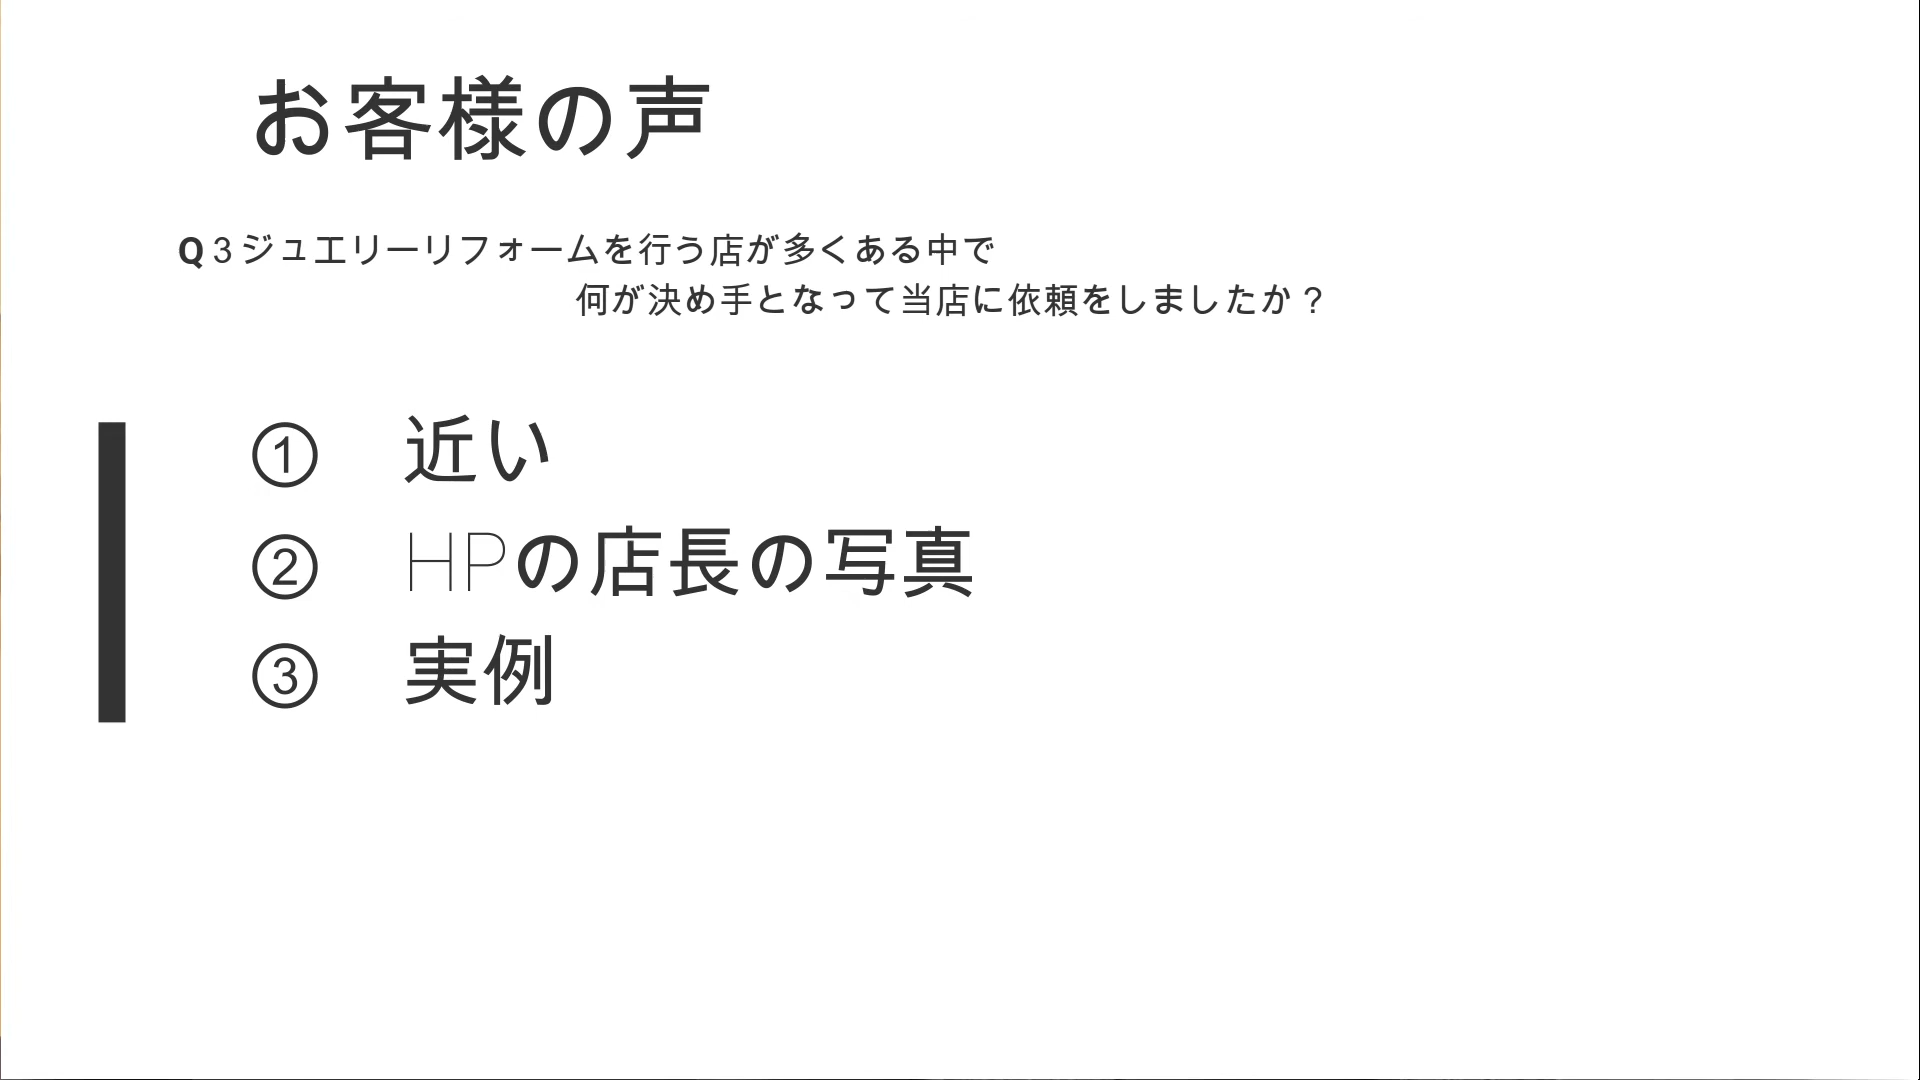 お客様の声
Q3ジュエリーリフォームを行う店が多くある中で
何が決め手となって当店に依頼をしましたか？
① 近い
② HPの店長の写真
③ 実例